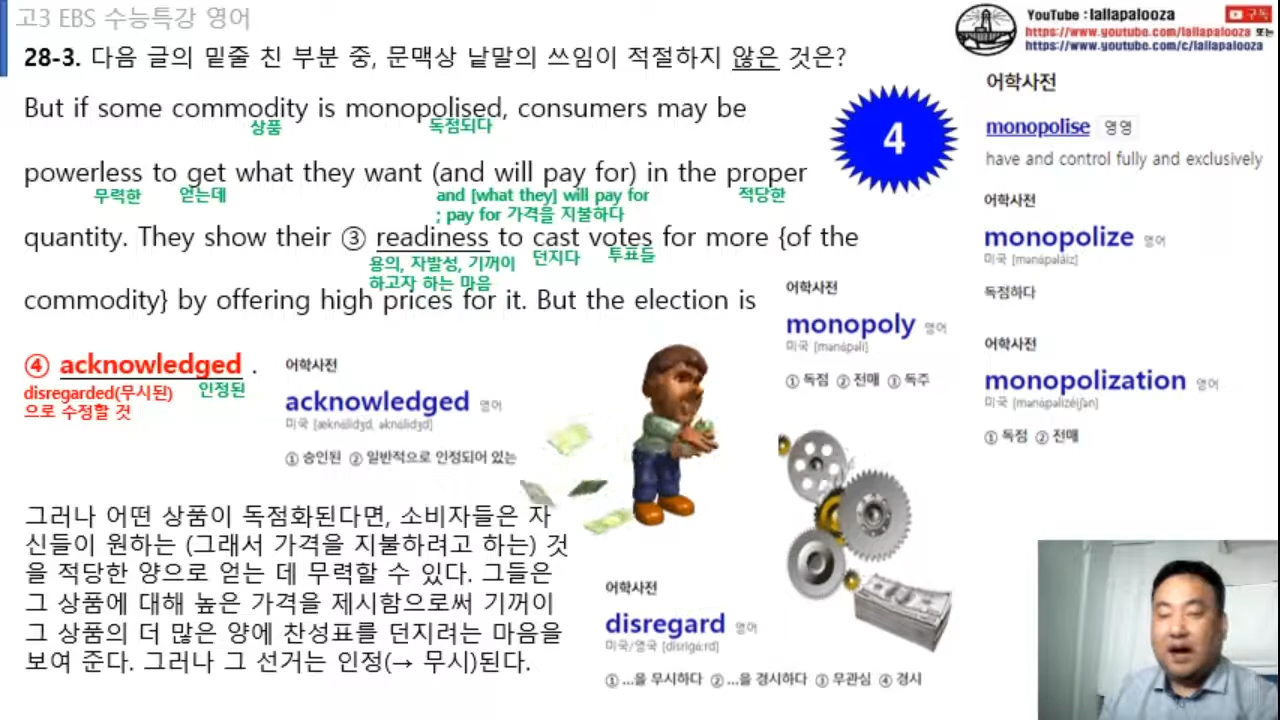 고3 EBS 수능특강 영어
28-3. 다음 글의 밑줄 친 부분 중, 문맥상 낱말의 쓰임이 적절하지 않은 것은?
But if some commodity is monopolised, consumers may be
상품 독점되다
powerless to get what they want (and will pay for) in the proper
무력한 얻는데 and [what they] will pay for 적당한
; pay for 가격을 지불하다
quantity. They show their ③ readiness to cast votes for more {of the
용의, 자발성, 기꺼이 던지다 투표들
하고자 하는 마음
commodity} by offering high prices for it. But the election is
④ acknowledged .
disregarded(무시된) 인정된
으로 수정할 것
어학사전
acknowledged 영어
미국 [æknάlidʒd, əknάlidʒd]
① 승인된 ② 일반적으로 인정되어 있는
그러나 어떤 상품이 독점화된다면, 소비자들은 자
신들이 원하는 (그래서 가격을 지불하려고 하는) 것
을 적당한 양으로 얻는 데 무력할 수 있다. 그들은
그 상품에 대해 높은 가격을 제시함으로써 기꺼이
그 상품의 더 많은 양에 찬성표를 던지려는 마음을
보여 준다. 그러나 그 선거는 인정(→ 무시)된다.
4
어학사전
monopoly 영어
미국 [mənάpəli]
① 독점 ② 전매 ③ 독주
어학사전
disregard 영어
미국/영국 [dìsrigά:rd]
① …을 무시하다 ② …을 경시하다 ③ 무관심 ④ 경시
YouTube : lallapalooza 구독
https://www.youtube.com/lallapalooza 또는
https://www.youtube.com/c/lallapalooza
어학사전
monopolise 영영
have and control fully and exclusively
어학사전
monopolize 영어
미국 [mənάpəlàiz]
독점하다
어학사전
monopolization 영어
미국 [mənὰpəlizéiʃən]
① 독점 ② 전매